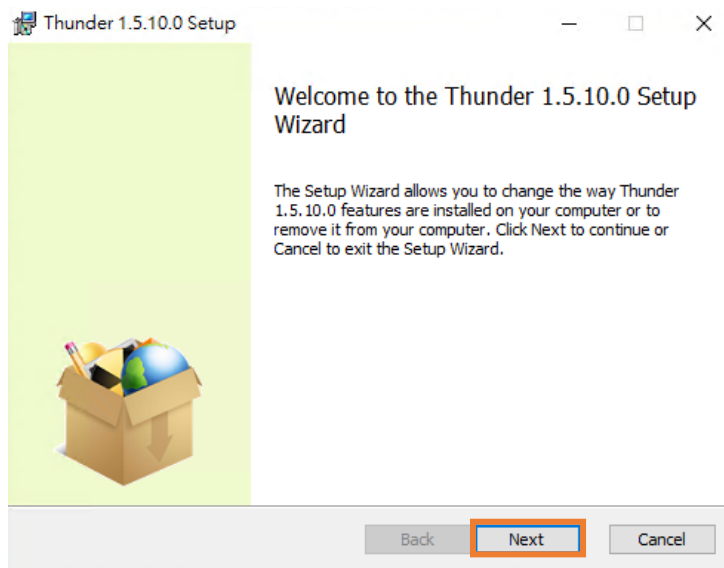 Thunder 1.5.10.0 Setup
Welcome to the Thunder 1.5.10.0 Setup
Wizard
The Setup Wizard allows you to change the way Thunder
1.5.10.0 features are installed on your computer or to
remove it from your computer. Click Next to continue or
Cancel to exit the Setup Wizard.
Back Next Cancel